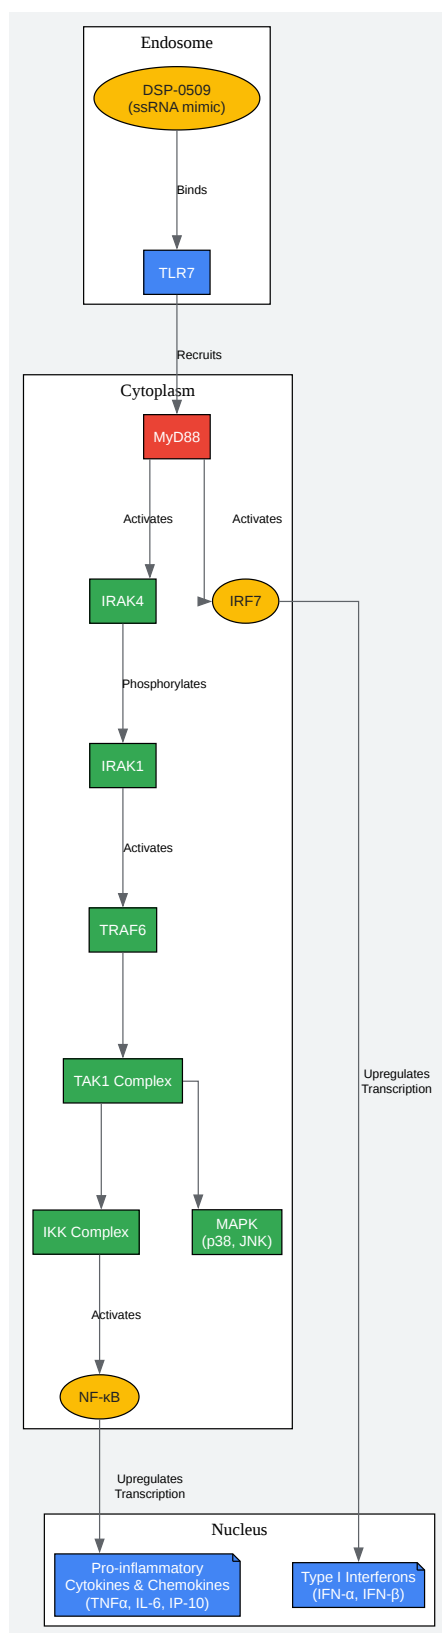 Endosome
DSP-0509
(ssRNA mimic)
Binds
TLR7
Recruits
Cytoplasm
MyD88
Activates
Activates
IRAK4
IRF7
Phosphorylates
IRAK1
Activates
TRAF6
TAK1 Complex
Upregulates
Transcription
IKK Complex
MAPK
(p38, JNK)
Activates
NF-κB
Upregulates
Transcription
Nucleus
Pro-inflammatory
Cytokines & Chemokines
(TNFα, IL-6, IP-10)
Type I Interferons
(IFN-α, IFN-β)